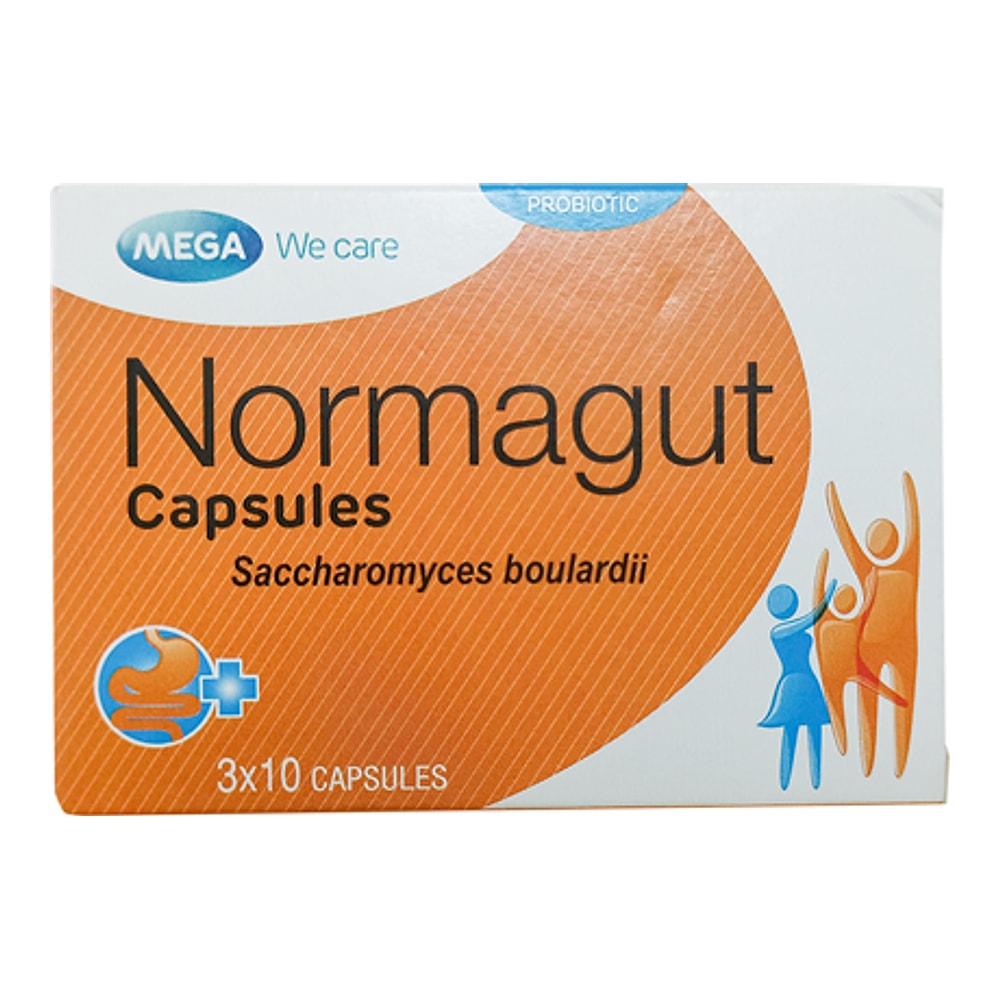 PROBIOTIC
MEGA We care
Normagut
Capsules
Saccharomyces boulardii
3x10 CAPSULES